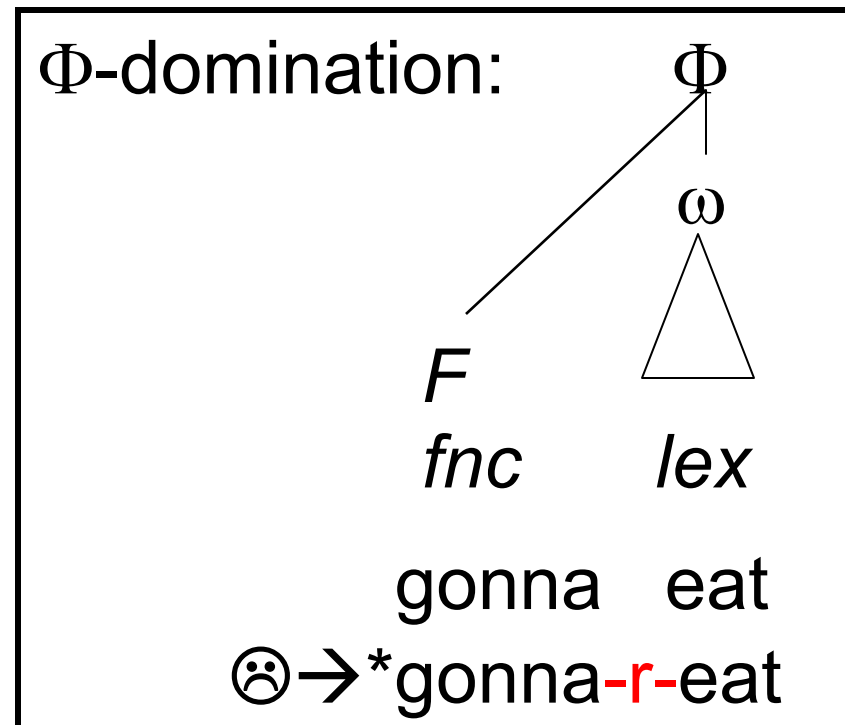 Φ-domination: Φ
ω
F
fnc lex
gonna eat
☹→*gonna-r-eat